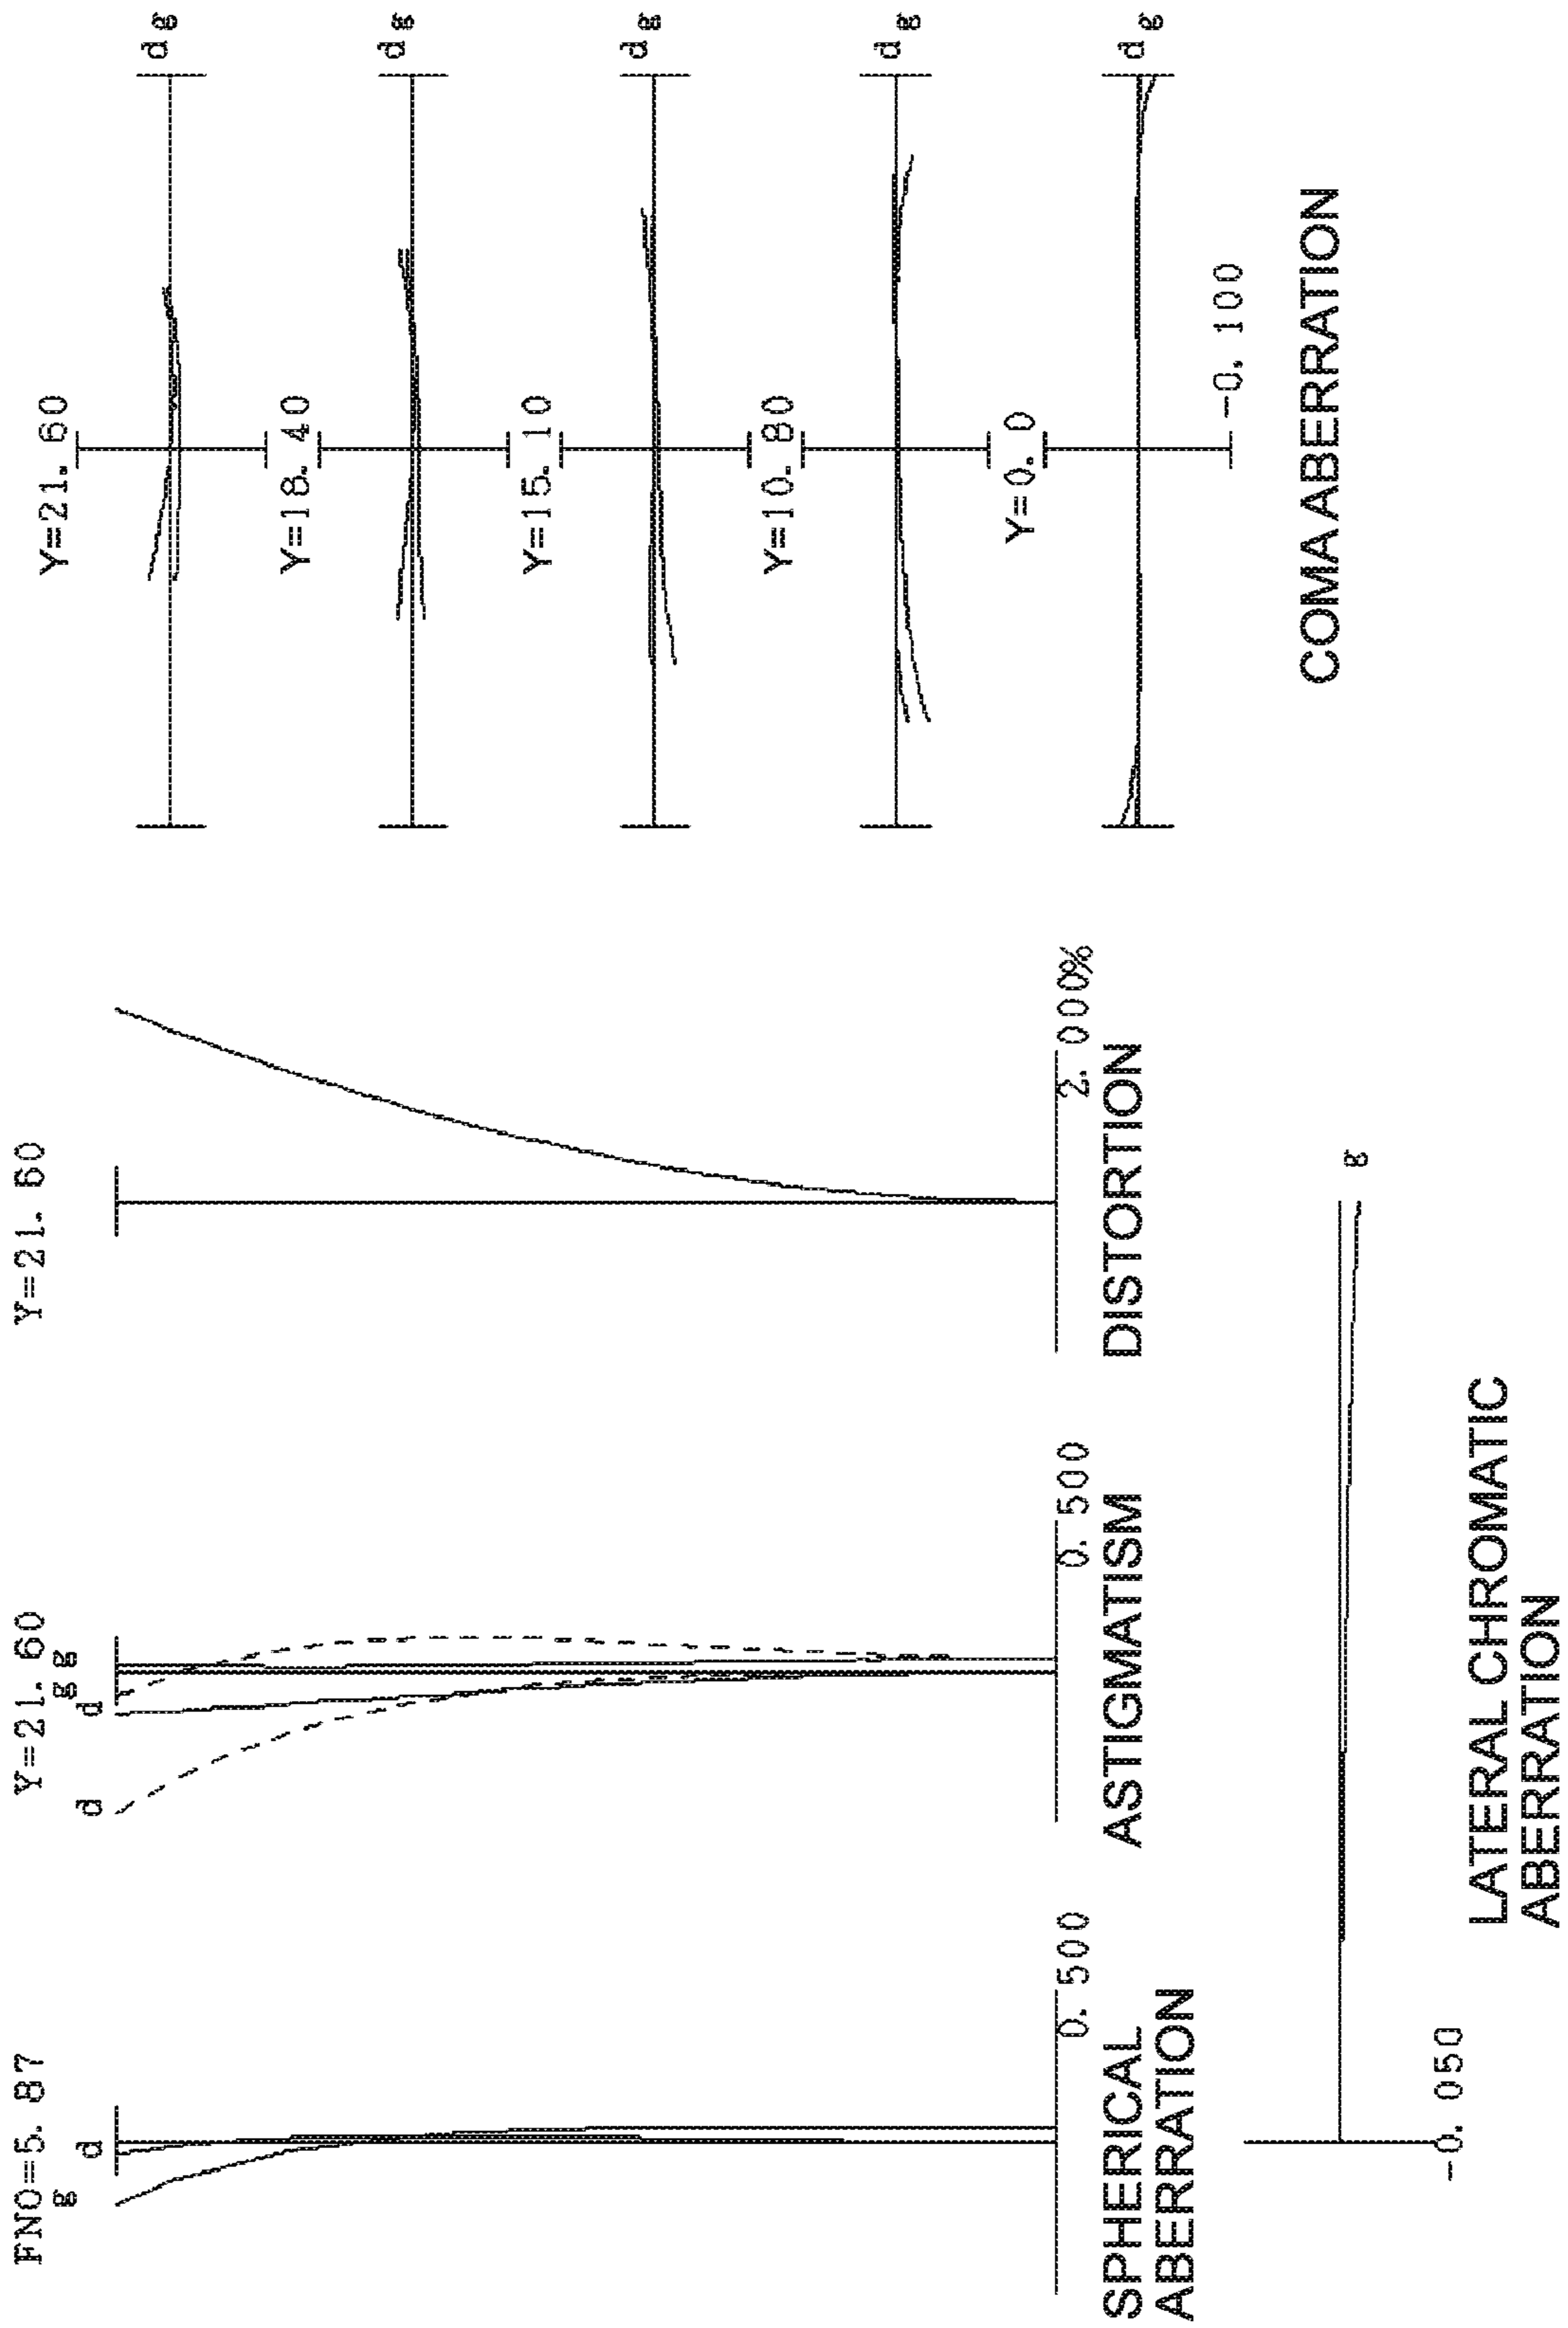 FNO=5. 87
g d
0. 500
SPHERICAL
ABERRATION
Y=21. 60
d d g g
0. 500
ASTIGMATISM
Y=21. 60
2. 000%
DISTORTION
g
-0. 050
LATERAL CHROMATIC
ABERRATION
Y=21. 60
d
g
Y=18. 40
d
g
Y=15. 10
d
g
Y=10. 80
d
g
Y=0. 0
d
g
-0. 100
COMA ABERRATION